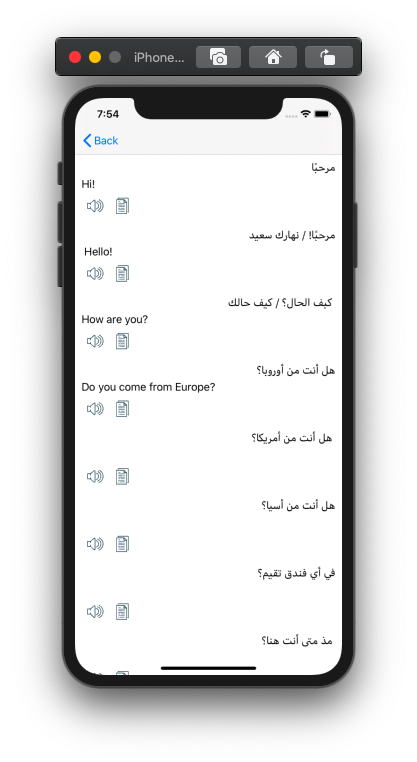 iPhone...
7:54
Back
مرحبًا
Hi!
مرحبًا! / نهارك سعيد
Hello!
كيف الحال؟ / كيف حالك
How are you?
هل أنت من أوروبا؟
Do you come from Europe?
هل أنت من أمريكا؟
هل أنت من أسيا؟
في أي فندق تقيم؟
مذ متى أنت هنا؟